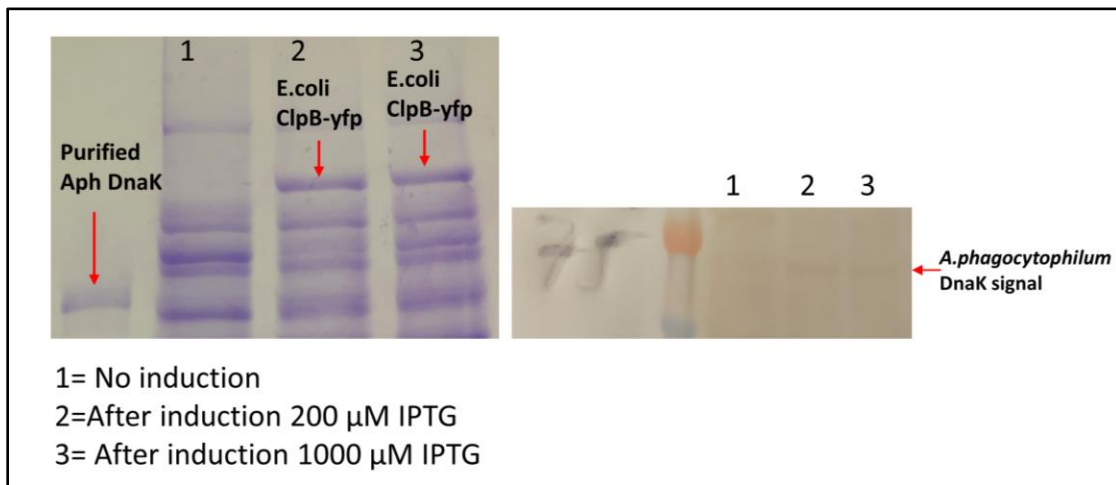 1
2
3
E.coli
ClpB-yfp
E.coli
ClpB-yfp
Purified
Aph DnaK
1
2
3
A.phagocytophilum
DnaK signal
1= No induction
2=After induction 200 μM IPTG
3= After induction 1000 μM IPTG